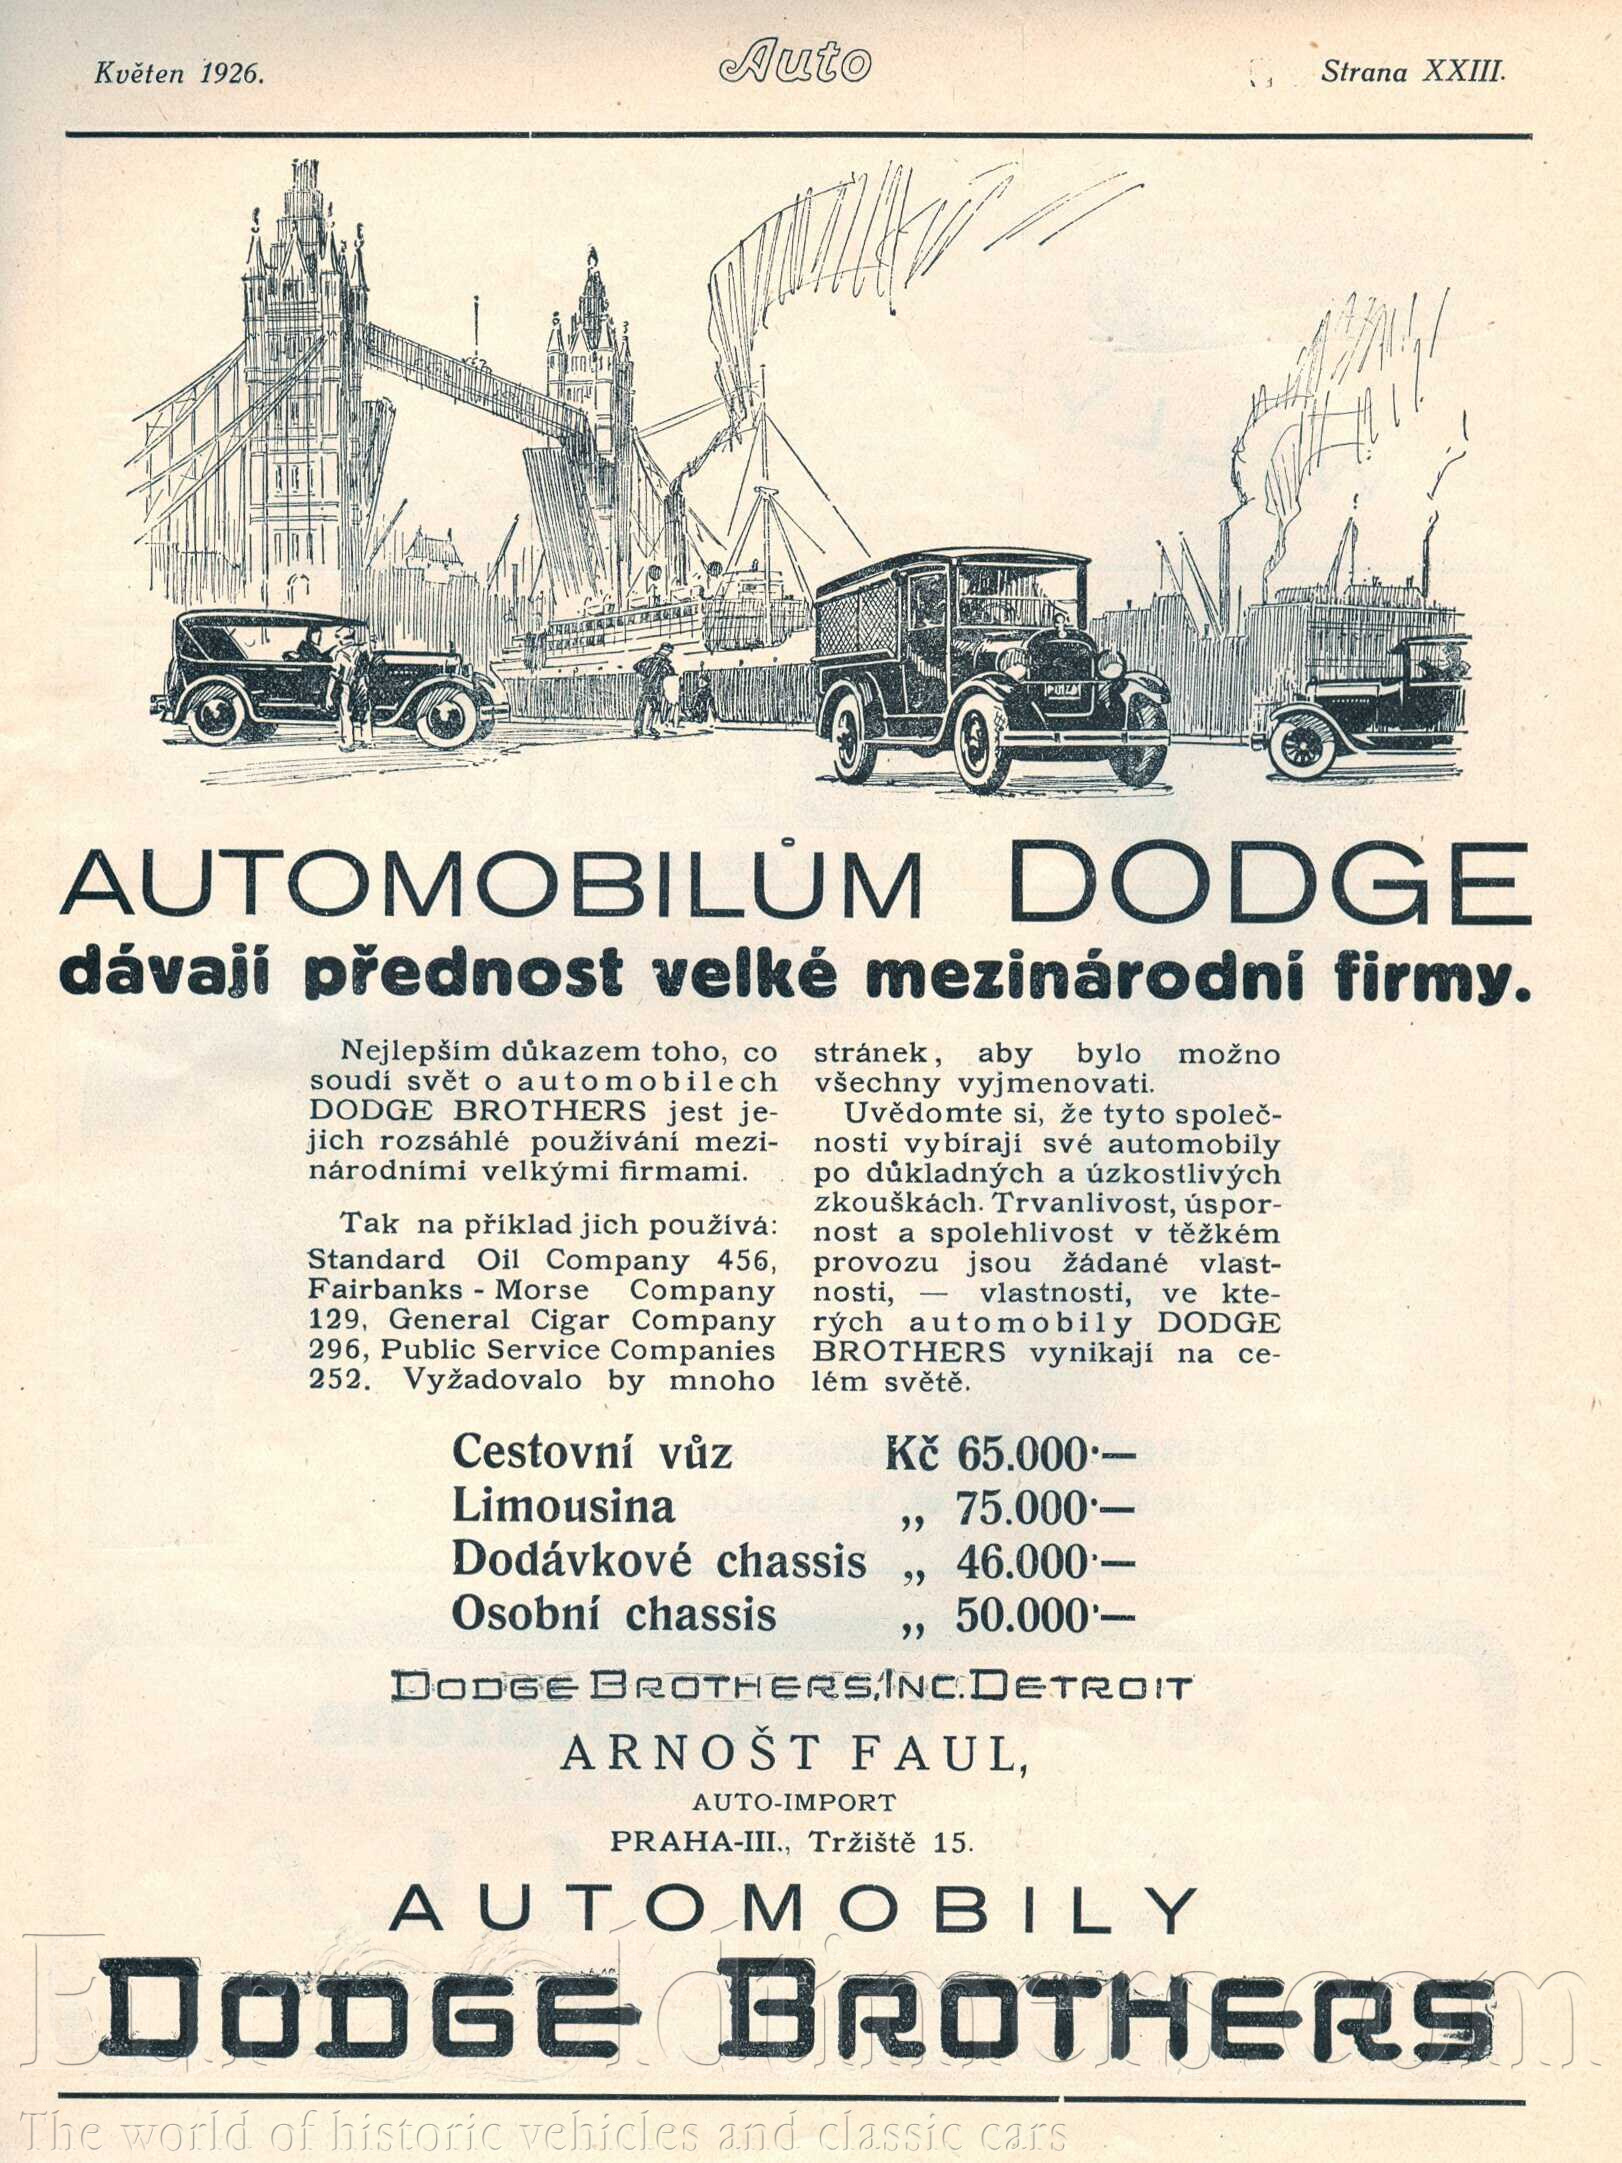 Květen 1926.
Auto
Strana XXIII.
AUTOMOBILŮM DODGE
dávají přednost velké mezinárodní firmy.
Nejlepším důkazem toho, co
soudí svět o automobilech
DODGE BROTHERS jest je-
jich rozsáhlé používání mezi-
národními velkými firmami.
Tak na příklad jich používá:
Standard Oil Company 456,
Fairbanks - Morse Company
129, General Cigar Company
296, Public Service Companies
252. Vyžadovalo by mnoho
stránek, aby bylo možno
všechny vyjmenovati.
Uvědomte si, že tyto společ-
nosti vybírají své automobily
po důkladných a úzkostlivých
zkouškách. Trvanlivost, úspor-
nost a spolehlivost v těžkém
provozu jsou žádané vlast-
nosti, — vlastnosti, ve kte-
rých automobily DODGE
BROTHERS vynikají na ce-
lém světě.
Cestovní vůz Kč 65.000·—
Limousina „ 75.000·—
Dodávkové chassis „ 46.000·—
Osobní chassis „ 50.000·—
DODGE BROTHERS, INC. DETROIT
ARNOŠT FAUL,
AUTO-IMPORT
PRAHA-III., Tržiště 15.
AUTOMOBILY
DODGE BROTHERS
The world of historic vehicles and classic cars